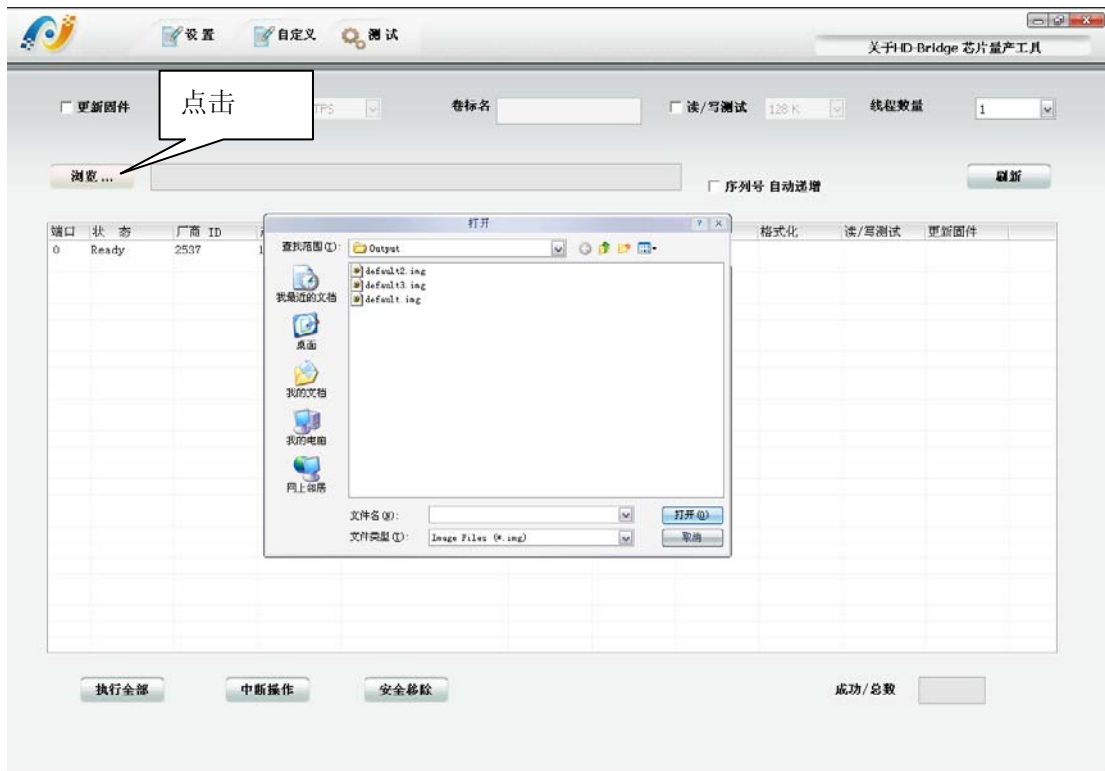 设置 自定义 测试
关于HD-Bridge 芯片量产工具
更新固件 点击 TPS 卷标名 读/写测试 128 K 线程数量 1
浏览 ... 序列号 自动递增 刷新
端口 状 态 厂商 ID 格式化 读/写测试 更新固件
0 Ready 2537 1
打开
查找范围(I): Output
default2.img
default3.img
default.img
我最近的文档
桌面
我的文档
我的电脑
网上邻居
文件名(N): 打开(O)
文件类型(T): Image Files (*.img) 取消
执行全部 中断操作 安全移除 成功/总数